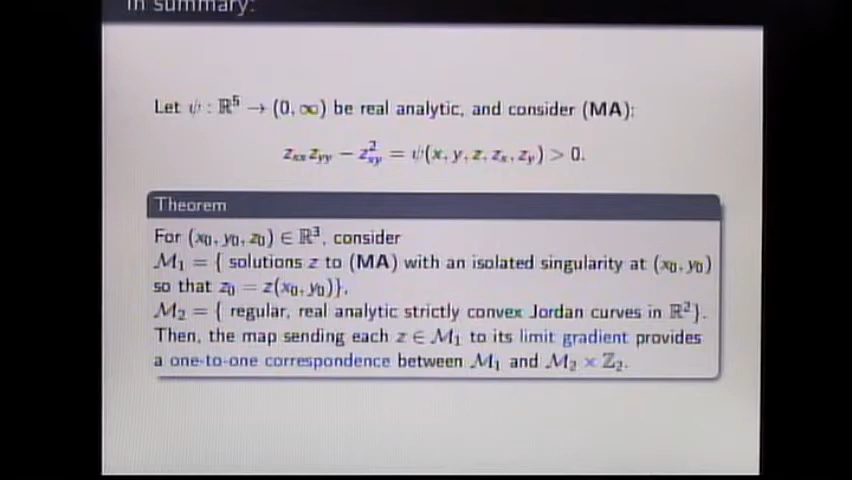 In summary:
Let ψ : ℝ⁵ → (0, ∞) be real analytic, and consider (MA):
zₓₓ z_yy − z²_xy = ψ(x, y, z, zₓ, z_y) > 0.
Theorem
For (x₀, y₀, z₀) ∈ ℝ³, consider
ℳ₁ = { solutions z to (MA) with an isolated singularity at (x₀, y₀)
so that z₀ = z(x₀, y₀)}.
ℳ₂ = { regular, real analytic strictly convex Jordan curves in ℝ²}.
Then, the map sending each z ∈ ℳ₁ to its limit gradient provides
a one-to-one correspondence between ℳ₁ and ℳ₂ × ℤ₂.